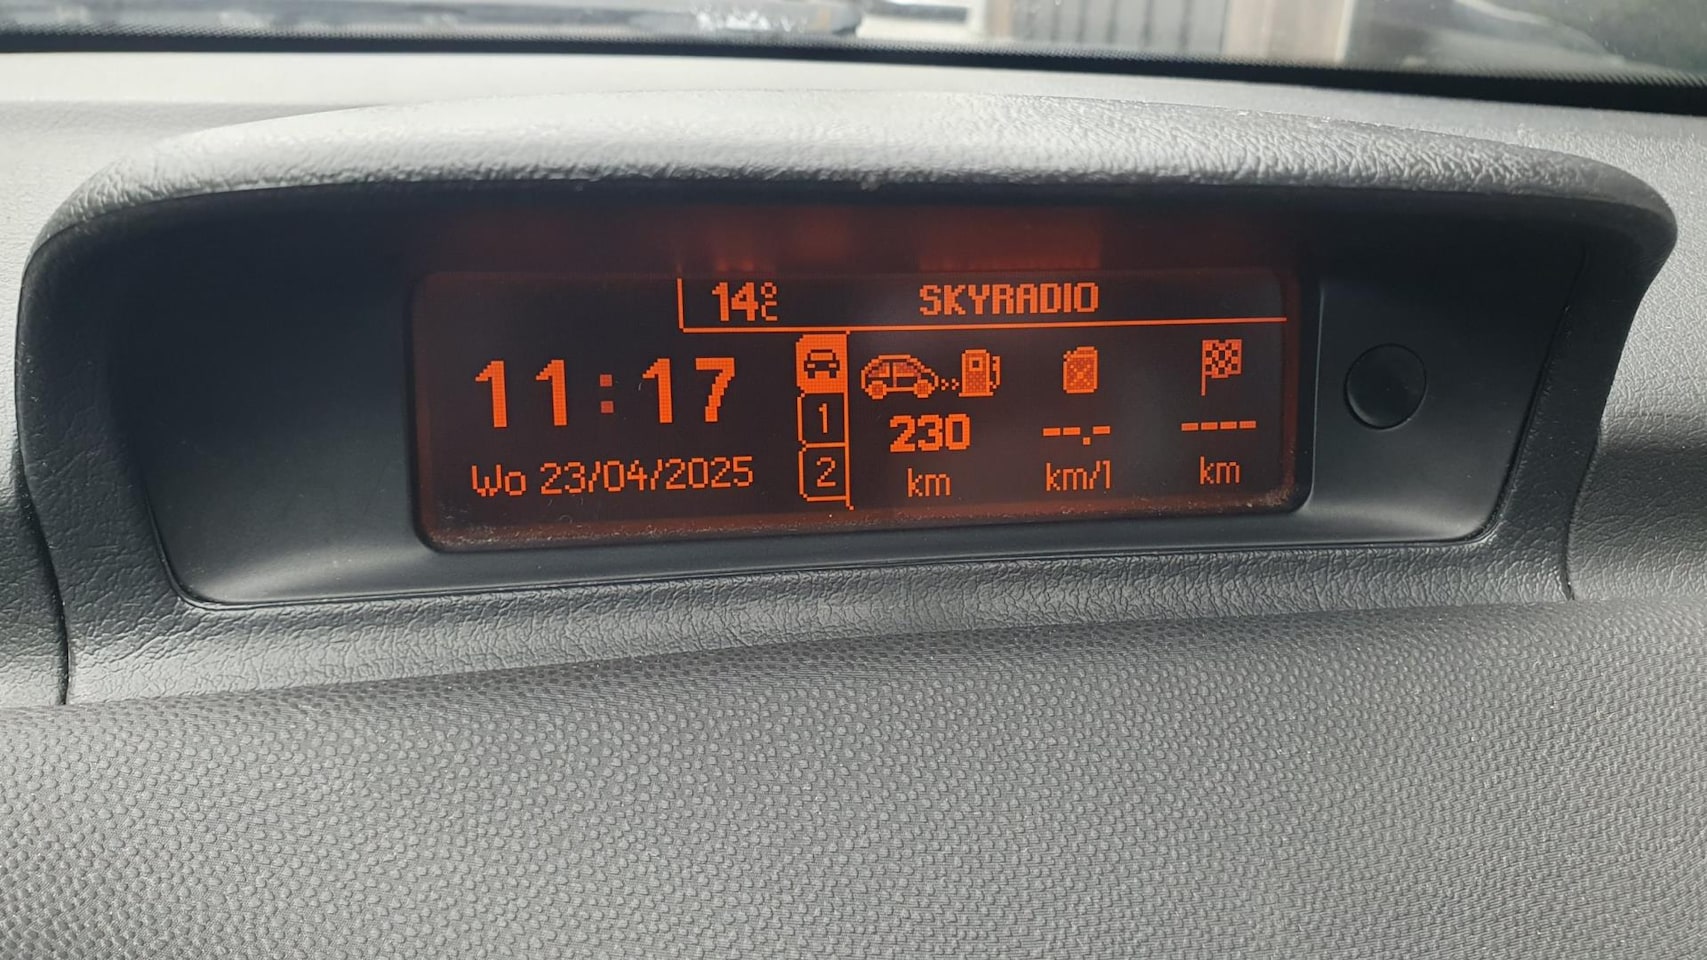 14°C SKYRADIO
11:17
Wo 23/04/2025
1
2
230 --.- ----
km km/l km